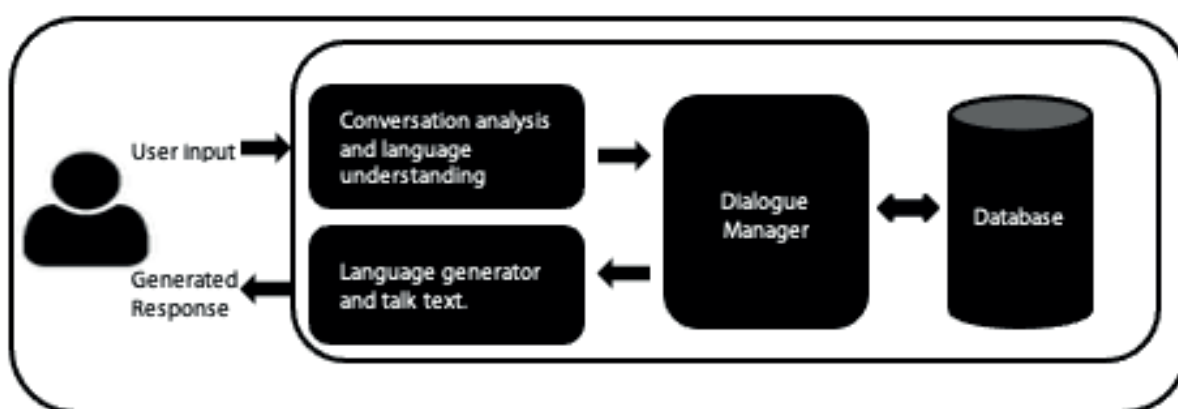 User input
Conversation analysis
and language
understanding
Dialogue
Manager
Database
Language generator
and talk text.
Generated
Response